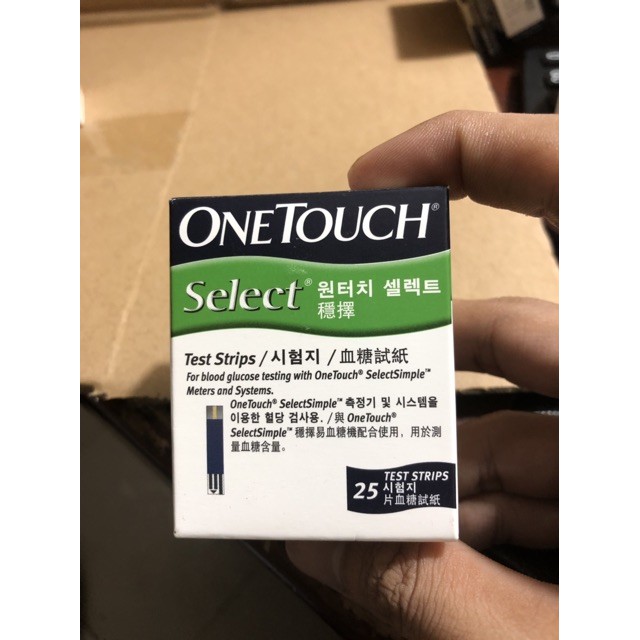 ONETOUCH®
Select® 원터치 셀렉트
穩擇
Test Strips / 시험지 / 血糖試紙
For blood glucose testing with OneTouch® SelectSimple™
Meters and Systems.
OneTouch® SelectSimple™ 측정기 및 시스템을
이용한 혈당 검사용. / 與 OneTouch®
SelectSimple™ 穩擇易血糖機配合使用，用於測
量血糖含量。
25 TEST STRIPS
시험지
片血糖試紙